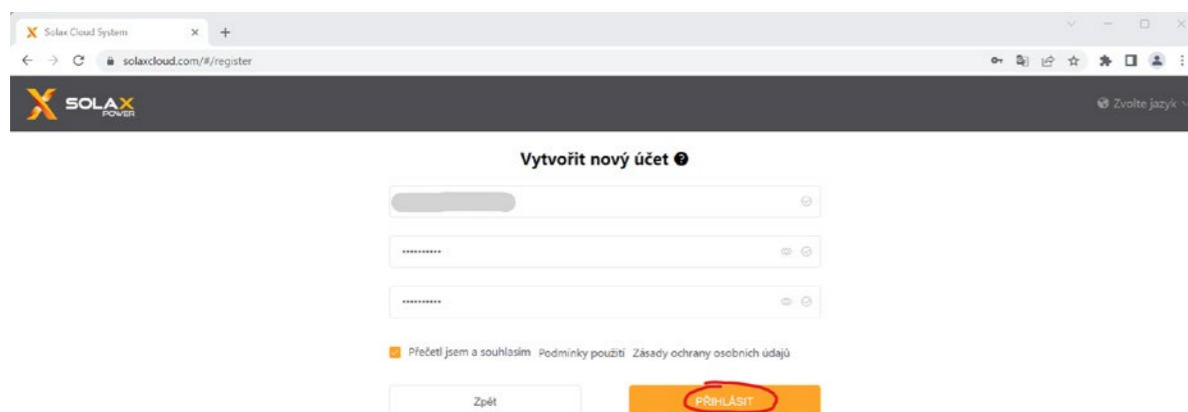 Solax Cloud System
solaxcloud.com/#/register
SOLAX
POWER
Zvolte jazyk
Vytvořit nový účet
Přečetl jsem a souhlasím Podmínky použití Zásady ochrany osobních údajů
Zpět
PŘIHLÁSIT